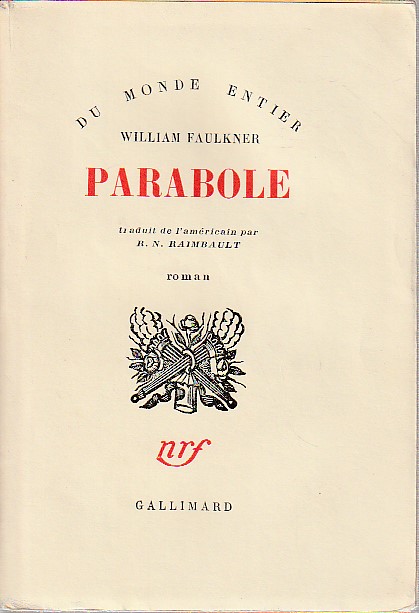 DU MONDE ENTIER
WILLIAM FAULKNER
PARABOLE
traduit de l'américain par
R. N. RAIMBAULT
roman
nrf
GALLIMARD